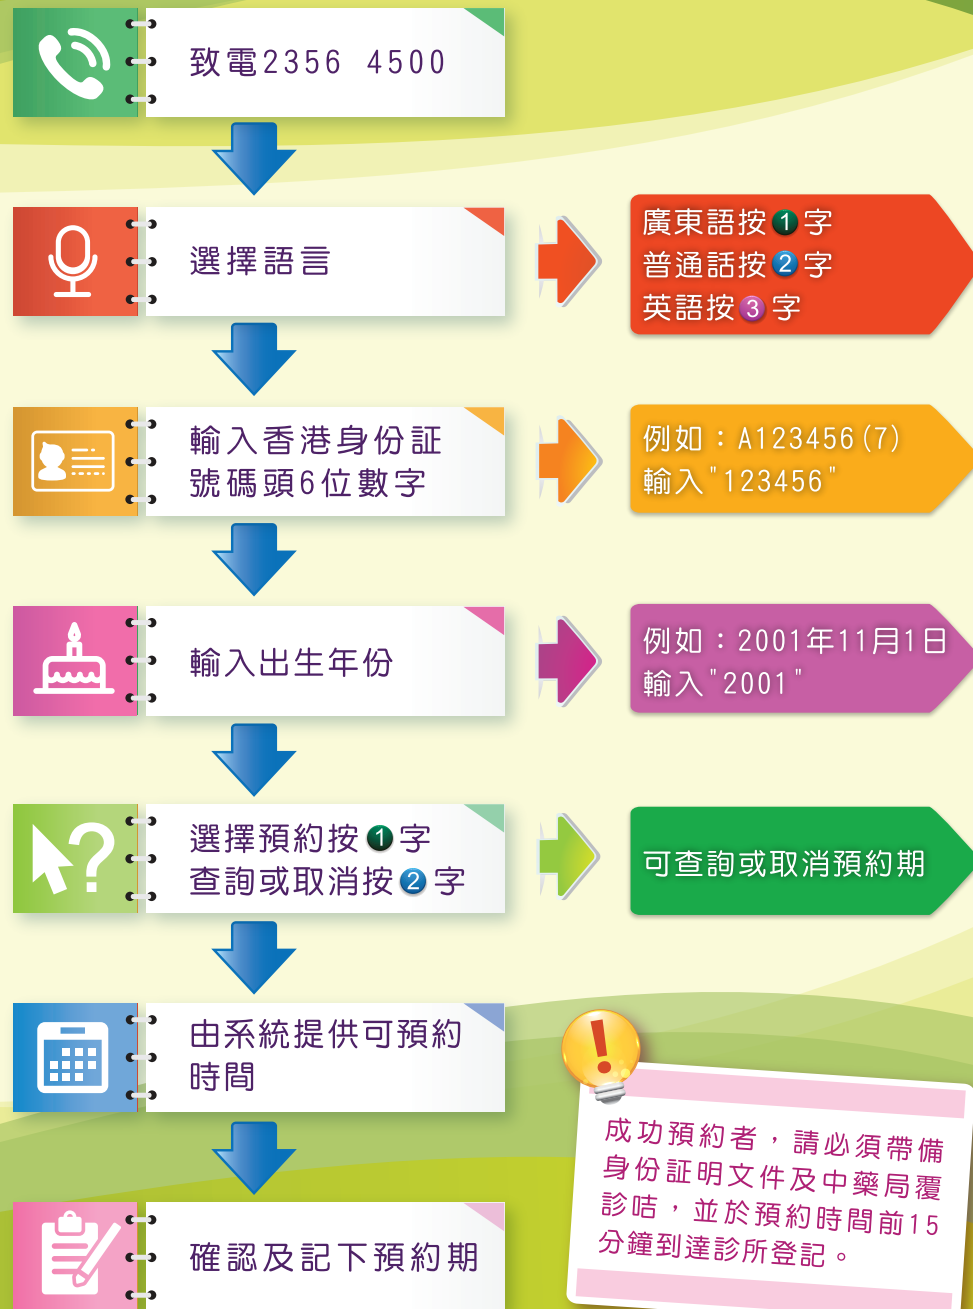 致電2356 4500
選擇語言
廣東語按1字
普通話按2字
英語按3字
輸入香港身份証
號碼頭6位數字
例如：A123456(7)
輸入"123456"
輸入出生年份
例如：2001年11月1日
輸入"2001"
選擇預約按1字
查詢或取消按2字
可查詢或取消預約期
由系統提供可預約
時間
成功預約者，請必須帶備
身份証明文件及中藥局覆
診咭，並於預約時間前15
分鐘到達診所登記。
確認及記下預約期